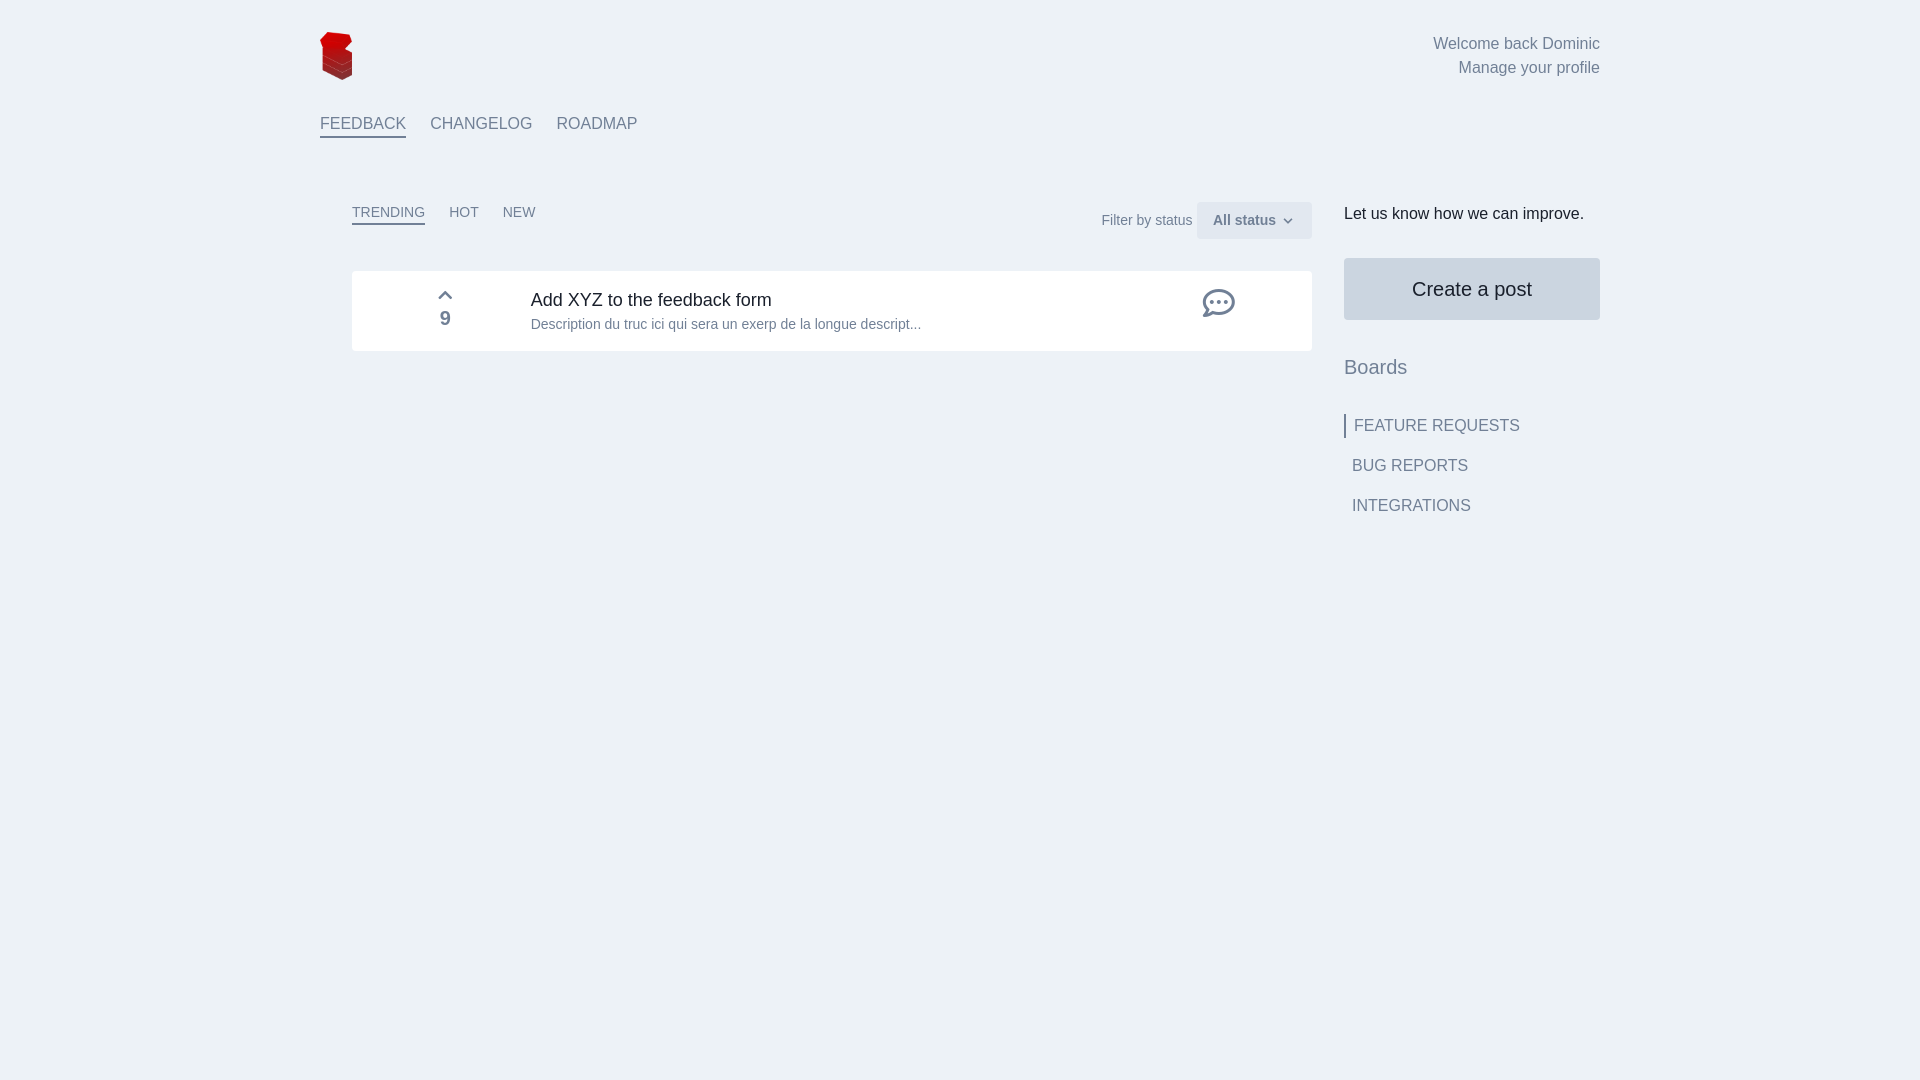 Welcome back Dominic
Manage your profile
FEEDBACK CHANGELOG ROADMAP
TRENDING HOT NEW
Filter by status All status
Let us know how we can improve.
Add XYZ to the feedback form
9
Description du truc ici qui sera un exerp de la longue descript...
Create a post
Boards
FEATURE REQUESTS
BUG REPORTS
INTEGRATIONS